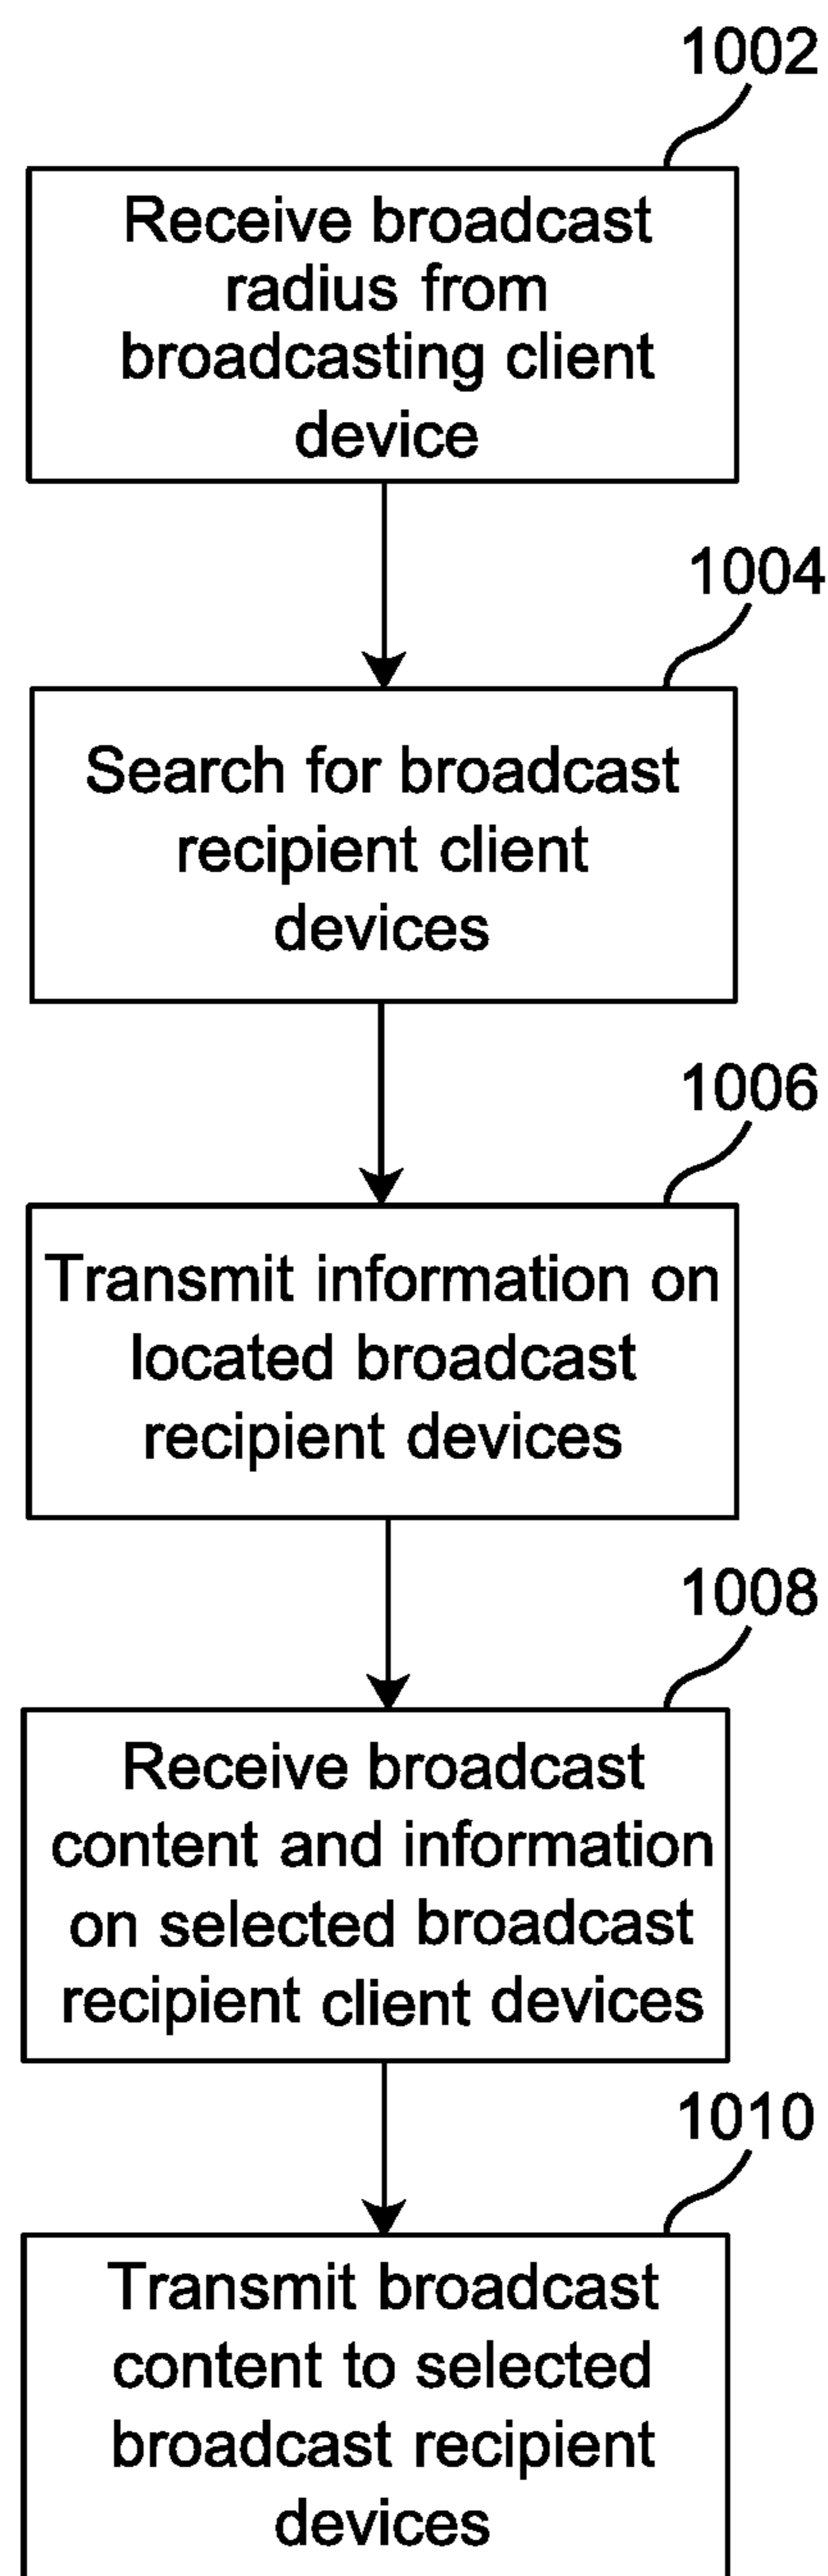 1002
Receive broadcast
radius from
broadcasting client
device
1004
Search for broadcast
recipient client
devices
1006
Transmit information on
located broadcast
recipient devices
1008
Receive broadcast
content and information
on selected broadcast
recipient client devices
1010
Transmit broadcast
content to selected
broadcast recipient
devices